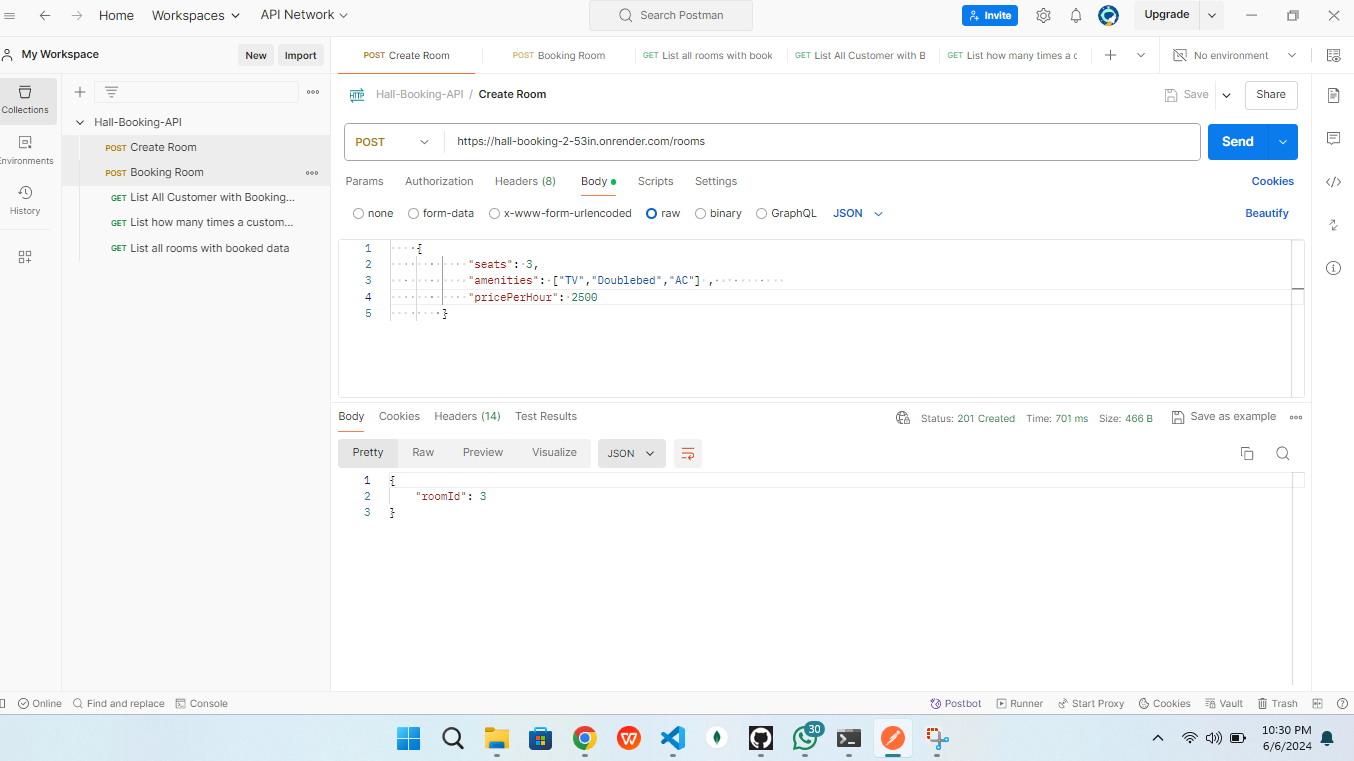 Home Workspaces API Network Search Postman Invite Upgrade
My Workspace New Import POST Create Room POST Booking Room GET List all rooms with book GET List All Customer with B GET List how many times a c No environment
Collections
Hall-Booking-API / Create Room Save Share
Hall-Booking-API
POST Create Room
POST https://hall-booking-2-53in.onrender.com/rooms Send
Environments
POST Booking Room
Params Authorization Headers (8) Body Scripts Settings Cookies
GET List All Customer with Booking...
History
none form-data x-www-form-urlencoded raw binary GraphQL JSON Beautify
GET List how many times a custom...
GET List all rooms with booked data
1 {
2 "seats": 3,
3 "amenities": ["TV","Doublebed","AC"] ,
4 "pricePerHour": 2500
5 }
Body Cookies Headers (14) Test Results Status: 201 Created Time: 701 ms Size: 466 B Save as example
Pretty Raw Preview Visualize JSON
1 {
2 "roomId": 3
3 }
Online Find and replace Console Postbot Runner Start Proxy Cookies Vault Trash
30
10:30 PM
6/6/2024